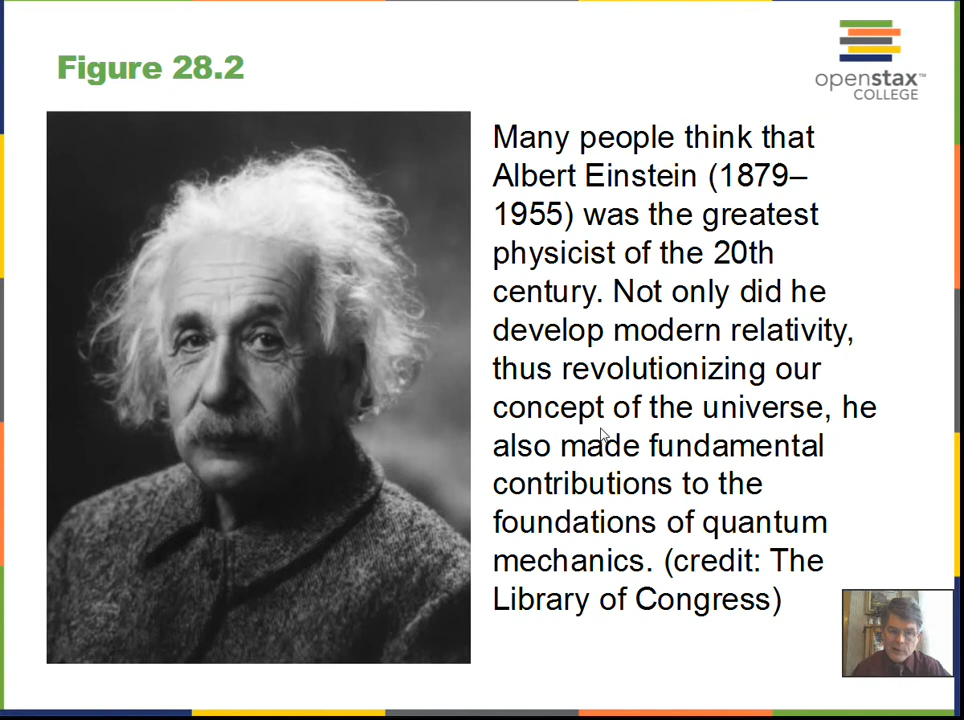 Figure 28.2
openstax™
COLLEGE
Many people think that
Albert Einstein (1879–
1955) was the greatest
physicist of the 20th
century. Not only did he
develop modern relativity,
thus revolutionizing our
concept of the universe, he
also made fundamental
contributions to the
foundations of quantum
mechanics. (credit: The
Library of Congress)